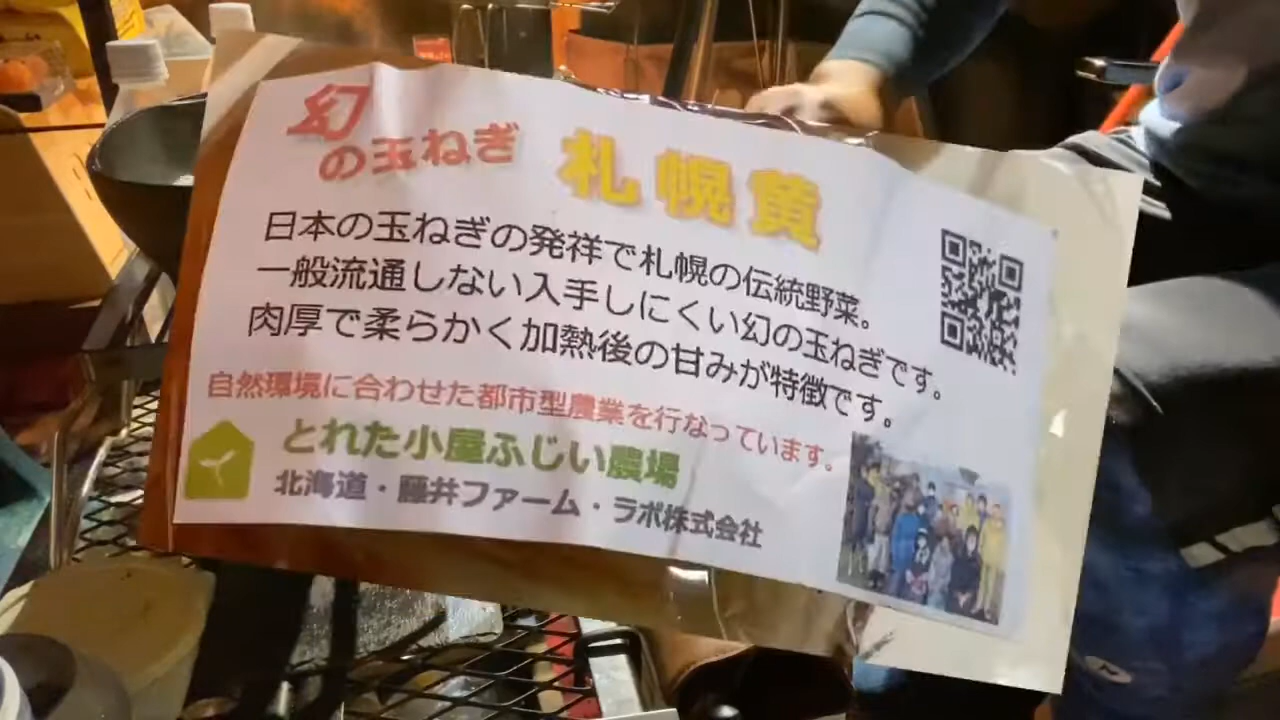 幻
の玉ねぎ 札幌黄
日本の玉ねぎの発祥で札幌の伝統野菜。
一般流通しない入手しにくい幻の玉ねぎです。
肉厚で柔らかく加熱後の甘みが特徴です。
自然環境に合わせた都市型農業を行なっています。
とれた小屋ふじい農場
北海道・藤井ファーム・ラボ株式会社